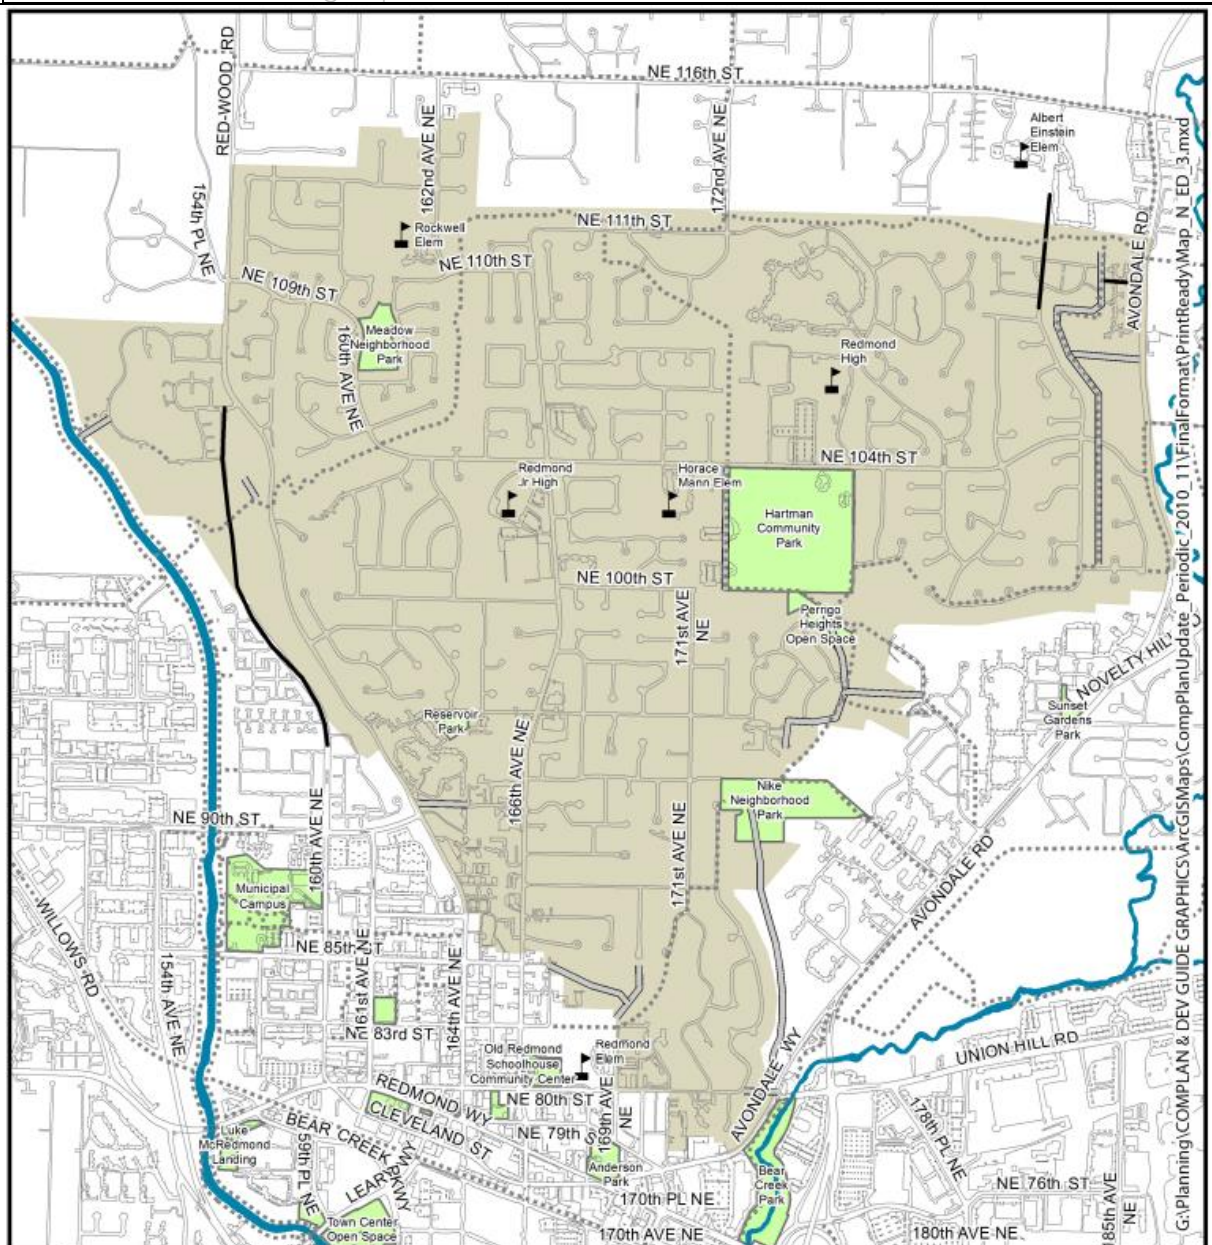 RED-WOOD RD
NE 116th ST
162nd AVE NE
172nd AVE NE
Albert
Einstein
Elem
154th PL NE
Rockwell
Elem
NE 111th ST
NE 110th ST
NE 109th ST
AVONDALE RD
Meadow
Neighborhood
Park
160th AVE NE
Redmond
High
NE 104th ST
Redmond
Jr High
Horace
Mann Elem
Hartman
Community
Park
NE 100th ST
171st AVE
NE
Perrigo
Heights
Open Space
NOVELTY HILL
Sunset
Gardens
Park
Reservoir
Park
166th AVE NE
Nike
Neighborhood
Park
171st AVE NE
NE 90th ST
160th AVE NE
Municipal
Campus
AVONDALE RD
WILLOWS RD
154th AVE NE
NE 85th ST
161st AVE NE
164th AVE NE
NE 83rd ST
Old Redmond
Schoolhouse
Community Center
Redmond
Elem
AVONDALE WY
UNION HILL RD
REDMOND WY
CLEVELAND ST
NE 80th ST
169th AVE
NE
NE 79th S
BEAR CREEK PKWY
Luke
McRedmond
Landing
159th PL NE
LEARY WY
Anderson
Park
Bear
Creek
Park
178th PL NE
NE 76th ST
170th PL NE
185th AVE
NE
Town Center
Open Space
170th AVE NE
180th AVE NE
G:\Planning\COMPLAN & DEV GUIDE GRAPHICS\ArcGISMaps\CompPlanUpdate_Periodic_2010_11\FinalFormat\PrintReady\Map_N_ED_3.mxd